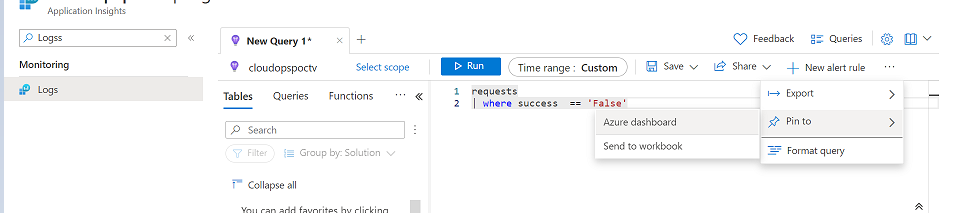 Application Insights
Logss
Monitoring
Logs
New Query 1*
Feedback
Queries
cloudopspoctv
Select scope
Run
Time range : Custom
Save
Share
New alert rule
Tables
Queries
Functions
Search
Filter
Group by: Solution
Collapse all
You can add favorites by clicking
1 requests
2 | where success == 'False'
Export
Pin to
Format query
Azure dashboard
Send to workbook